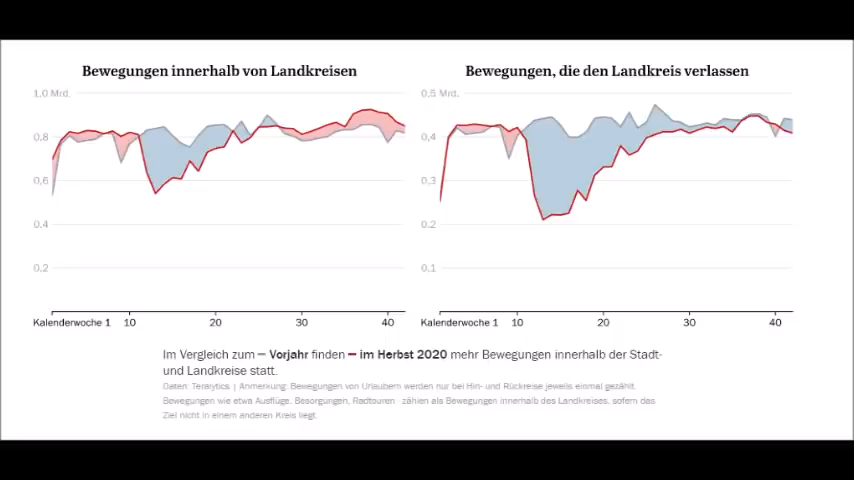 Bewegungen innerhalb von Landkreisen
1,0 Mrd.
0,8
0,6
0,4
0,2
Kalenderwoche 1 10 20 30 40
Bewegungen, die den Landkreis verlassen
0,5 Mrd.
0,4
0,3
0,2
0,1
Kalenderwoche 1 10 20 30 40
Im Vergleich zum – Vorjahr finden – im Herbst 2020 mehr Bewegungen innerhalb der Stadt-
und Landkreise statt.
Daten: Teralytics | Anmerkung: Bewegungen von Urlaubern werden nur bei Hin- und Rückreise jeweils einmal gezählt.
Bewegungen wie etwa Ausflüge, Besorgungen, Radtouren zählen als Bewegungen innerhalb des Landkreises, sofern das
Ziel nicht in einem anderen Kreis liegt.